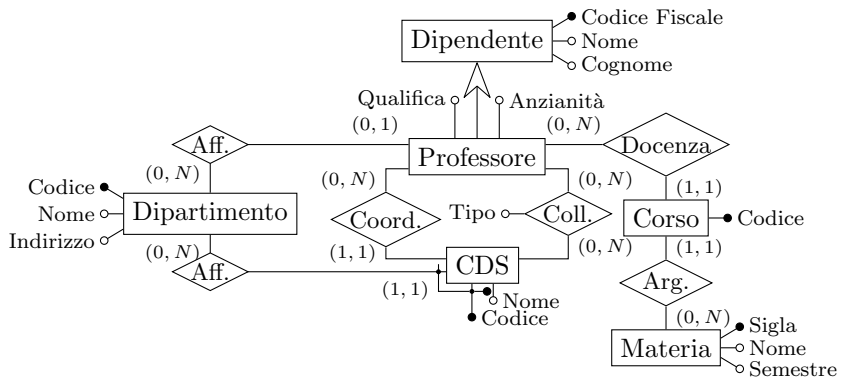 Codice Fiscale
Dipendente
Nome
Cognome
Qualifica
Anzianità
(0, 1)
(0, N)
Aff.
Docenza
Professore
(0, N)
(0, N)
(0, N)
(1, 1)
Codice
Nome
Indirizzo
Dipartimento
Coord.
Tipo
Coll.
Corso
Codice
(0, N)
(1, 1)
(0, N)
(1, 1)
Aff.
CDS
(1, 1)
Nome
Codice
Arg.
(0, N)
Sigla
Materia
Nome
Semestre